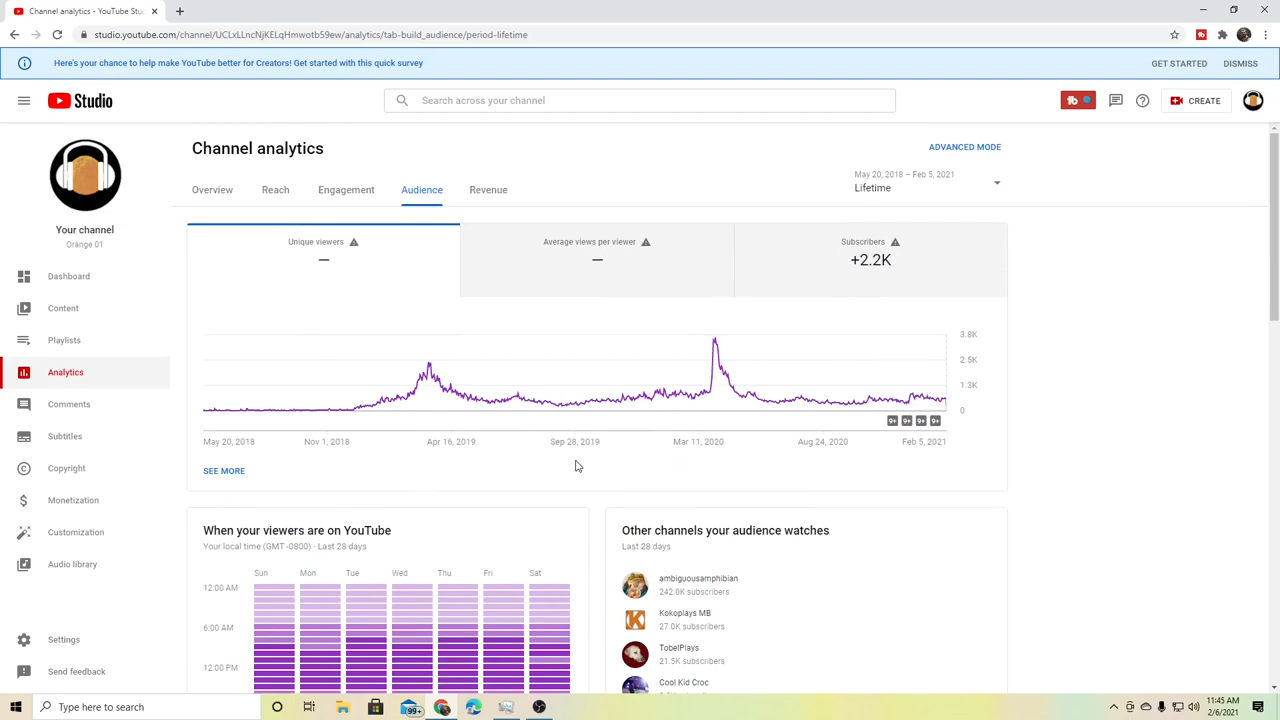 Channel analytics - YouTube Stud
studio.youtube.com/channel/UCLxLLncNjKELqHmwotb59ew/analytics/tab-build_audience/period-lifetime
Here's your chance to help make YouTube better for Creators! Get started with this quick survey
GET STARTED
DISMISS
Studio
Search across your channel
CREATE
Your channel
Orange 01
Dashboard
Content
Playlists
Analytics
Comments
Subtitles
Copyright
Monetization
Customization
Audio library
Settings
Send feedback
Channel analytics
ADVANCED MODE
Overview
Reach
Engagement
Audience
Revenue
May 20, 2018 – Feb 5, 2021
Lifetime
Unique viewers
—
Average views per viewer
—
Subscribers
+2.2K
3.8K
2.5K
1.3K
0
9+ 9+ 9+ 9+
May 20, 2018
Nov 1, 2018
Apr 16, 2019
Sep 28, 2019
Mar 11, 2020
Aug 24, 2020
Feb 5, 2021
SEE MORE
When your viewers are on YouTube
Your local time (GMT -0800) · Last 28 days
Sun Mon Tue Wed Thu Fri Sat
12:00 AM
6:00 AM
12:00 PM
Other channels your audience watches
Last 28 days
ambiguousamphibian
242.0K subscribers
Kokoplays MB
27.0K subscribers
TobelPlays
21.5K subscribers
Cool Kid Croc
Type here to search
99+
11:45 AM
2/6/2021